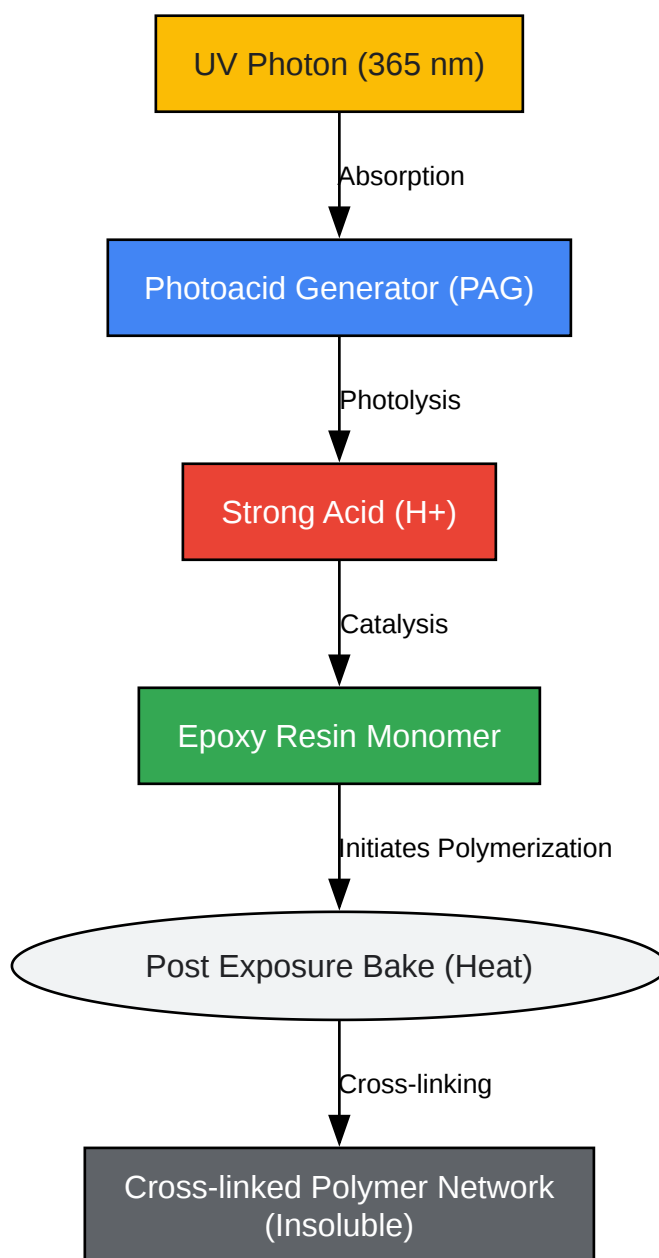 UV Photon (365 nm)
Absorption
Photoacid Generator (PAG)
Photolysis
Strong Acid (H+)
Catalysis
Epoxy Resin Monomer
Initiates Polymerization
Post Exposure Bake (Heat)
Cross-linking
Cross-linked Polymer Network
(Insoluble)